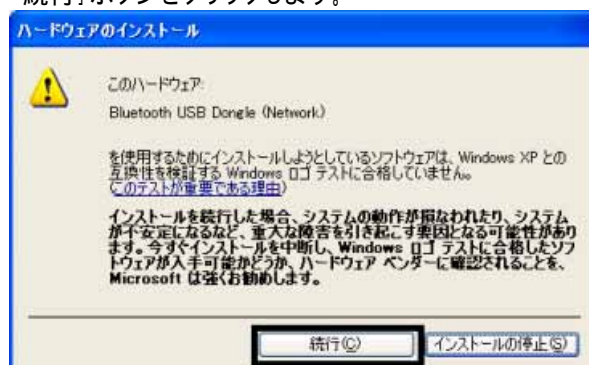 続行」ボタンをクリックします。
ハードウェアのインストール
このハードウェア:
Bluetooth USB Dongle (Network)
を使用するためにインストールしようとしているソフトウェアは、Windows XP との
互換性を検証する Windows ロゴ テストに合格していません。
(このテストが重要である理由)
インストールを続行した場合、システムの動作が損なわれたり、システム
が不安定になるなど、重大な障害を引き起こす要因となる可能性があり
ます。今すぐインストールを中断し、Windows ロゴ テストに合格したソフ
トウェアが入手可能かどうか、ハードウェア ベンダーに確認されることを、
Microsoft は強くお勧めします。
続行(C)
インストールの停止(S)